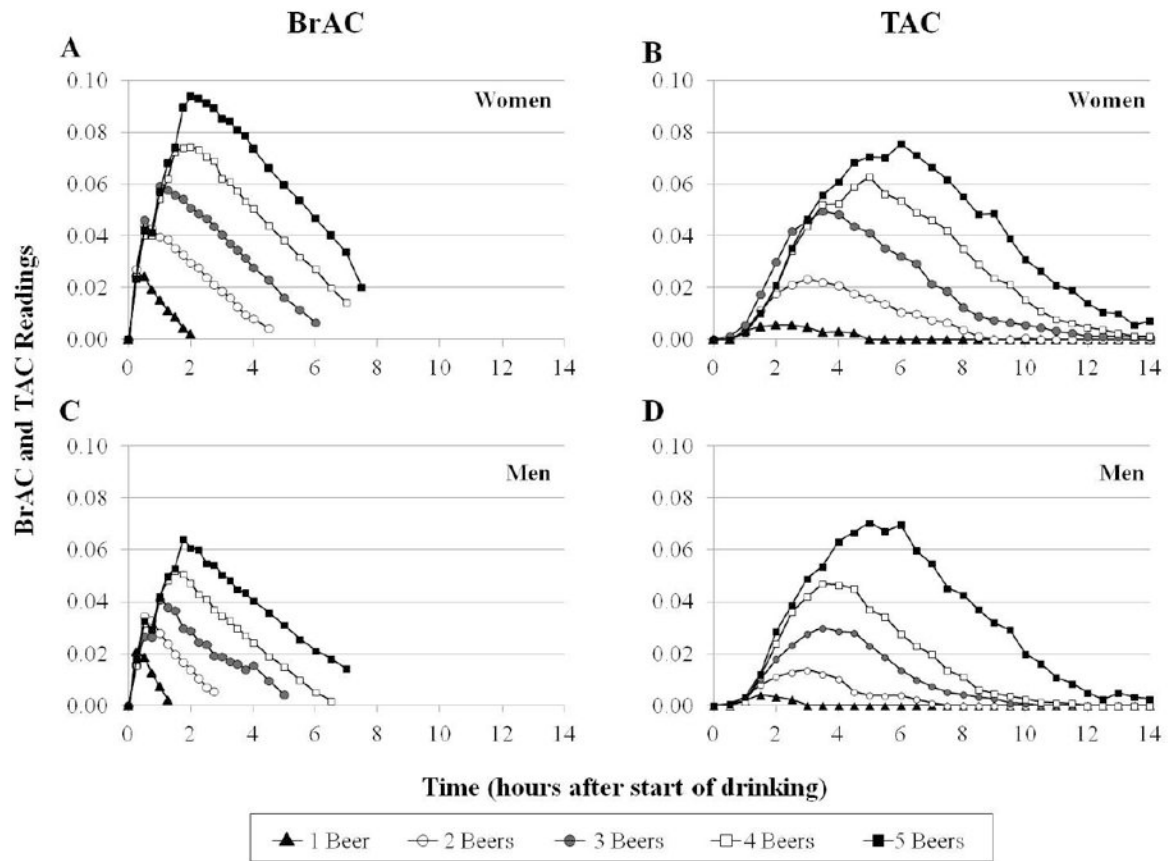 BrAC
TAC
A
B
0.10
0.08
0.06
0.04
0.02
0.00
Women
0 2 4 6 8 10 12 14
0.10
0.08
0.06
0.04
0.02
0.00
Women
0 2 4 6 8 10 12 14
C
D
0.10
0.08
0.06
0.04
0.02
0.00
Men
0 2 4 6 8 10 12 14
0.10
0.08
0.06
0.04
0.02
0.00
Men
0 2 4 6 8 10 12 14
BrAC and TAC Readings
Time (hours after start of drinking)
1 Beer 2 Beers 3 Beers 4 Beers 5 Beers